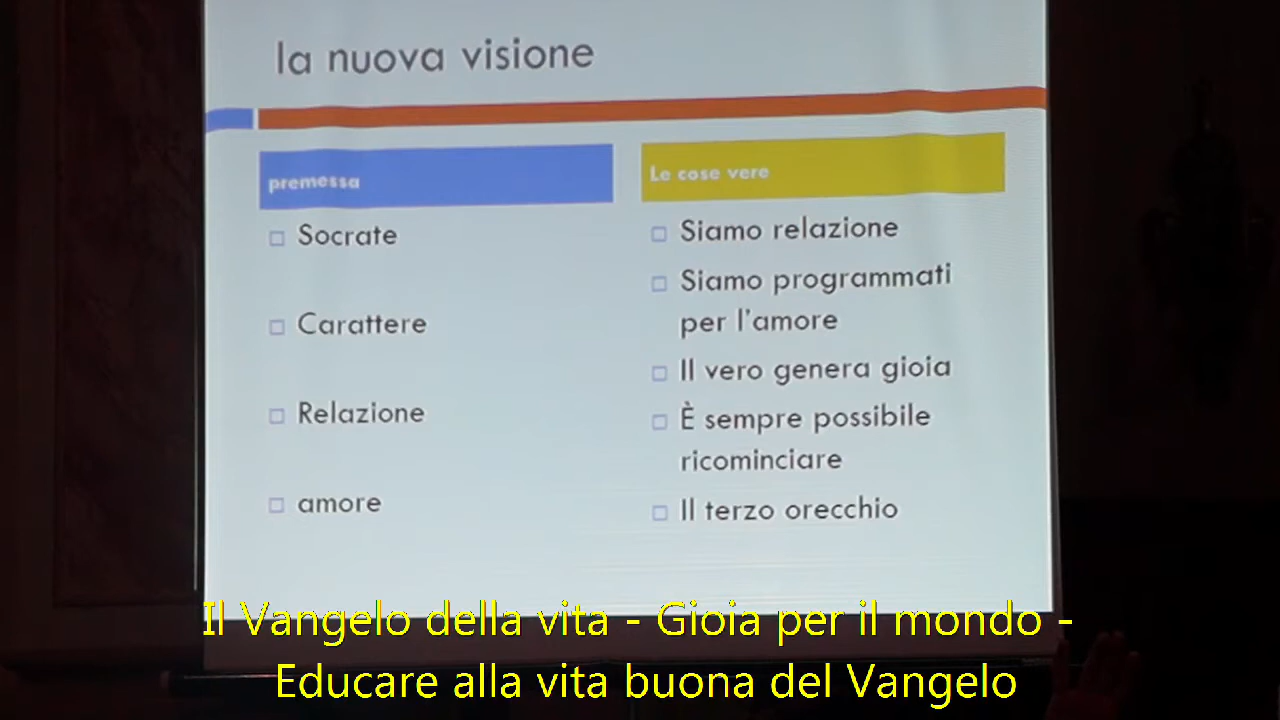 la nuova visione
premessa
Socrate
Carattere
Relazione
amore
Le cose vere
Siamo relazione
Siamo programmati
per l'amore
Il vero genera gioia
È sempre possibile
ricominciare
Il terzo orecchio
Il Vangelo della vita - Gioia per il mondo -
Educare alla vita buona del Vangelo